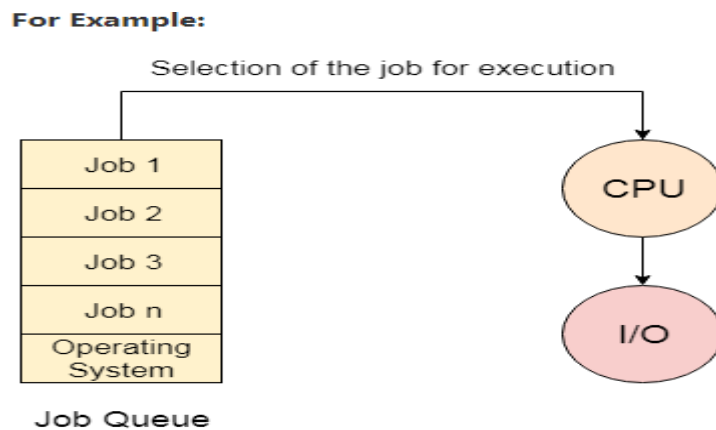 For Example:
Selection of the job for execution
Job 1
Job 2
Job 3
Job n
Operating
System
Job Queue
CPU
I/O